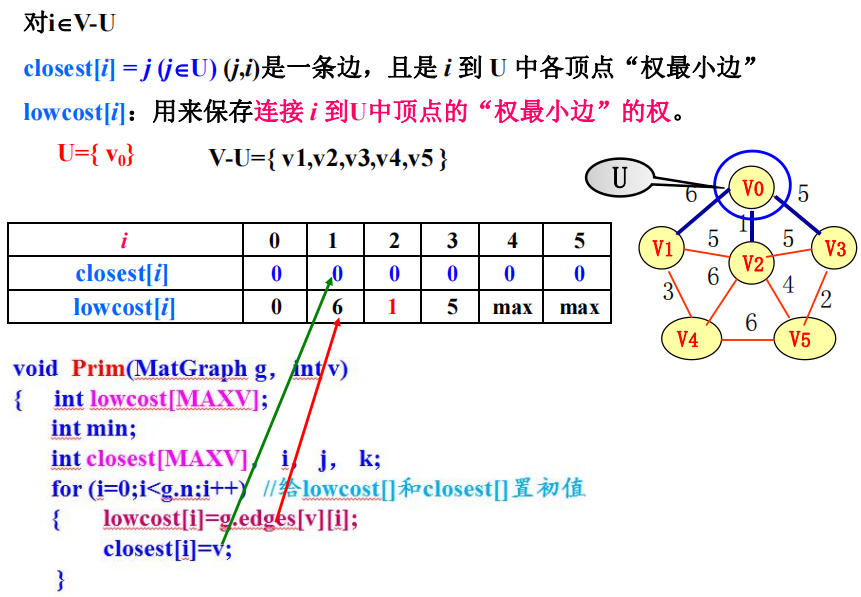 对i∈V-U
closest[i] = j (j∈U) (j,i)是一条边，且是 i 到 U 中各顶点“权最小边”
lowcost[i]：用来保存连接 i 到U中顶点的“权最小边”的权。
U={ v0}
V-U={ v1,v2,v3,v4,v5 }
i 0 1 2 3 4 5
closest[i] 0 0 0 0 0 0
lowcost[i] 0 6 1 5 max max
U
V0
6
5
1
V1
5
V2
5
V3
3
6
4
2
V4
6
V5
void Prim(MatGraph g，int v)
{ int lowcost[MAXV];
int min;
int closest[MAXV]， i， j， k;
for (i=0;i<g.n;i++) //给lowcost[]和closest[]置初值
{ lowcost[i]=g.edges[v][i];
closest[i]=v;
}